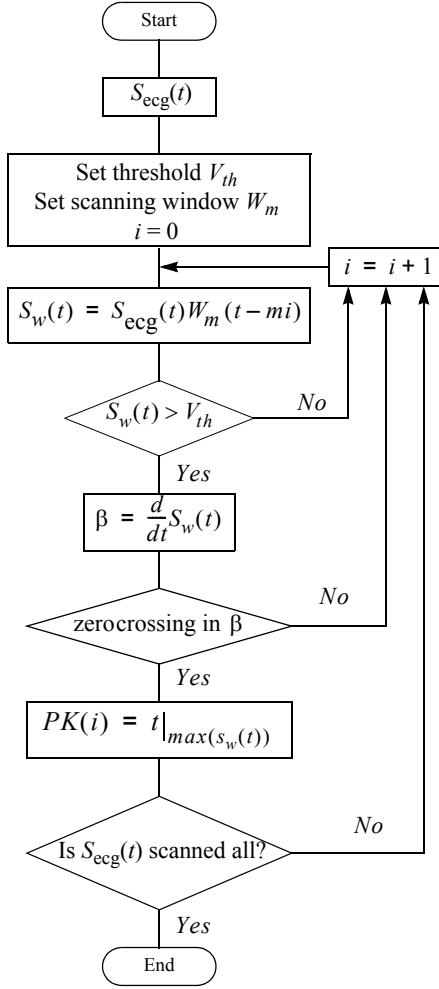 Start
S_ecg(t)
Set threshold V_th
Set scanning window W_m
i = 0
i = i + 1
S_w(t) = S_ecg(t)W_m(t – mi)
S_w(t) > V_th
No
Yes
β = d/dt S_w(t)
zerocrossing in β
No
Yes
PK(i) = t|_max(s_w(t))
Is S_ecg(t) scanned all?
No
Yes
End